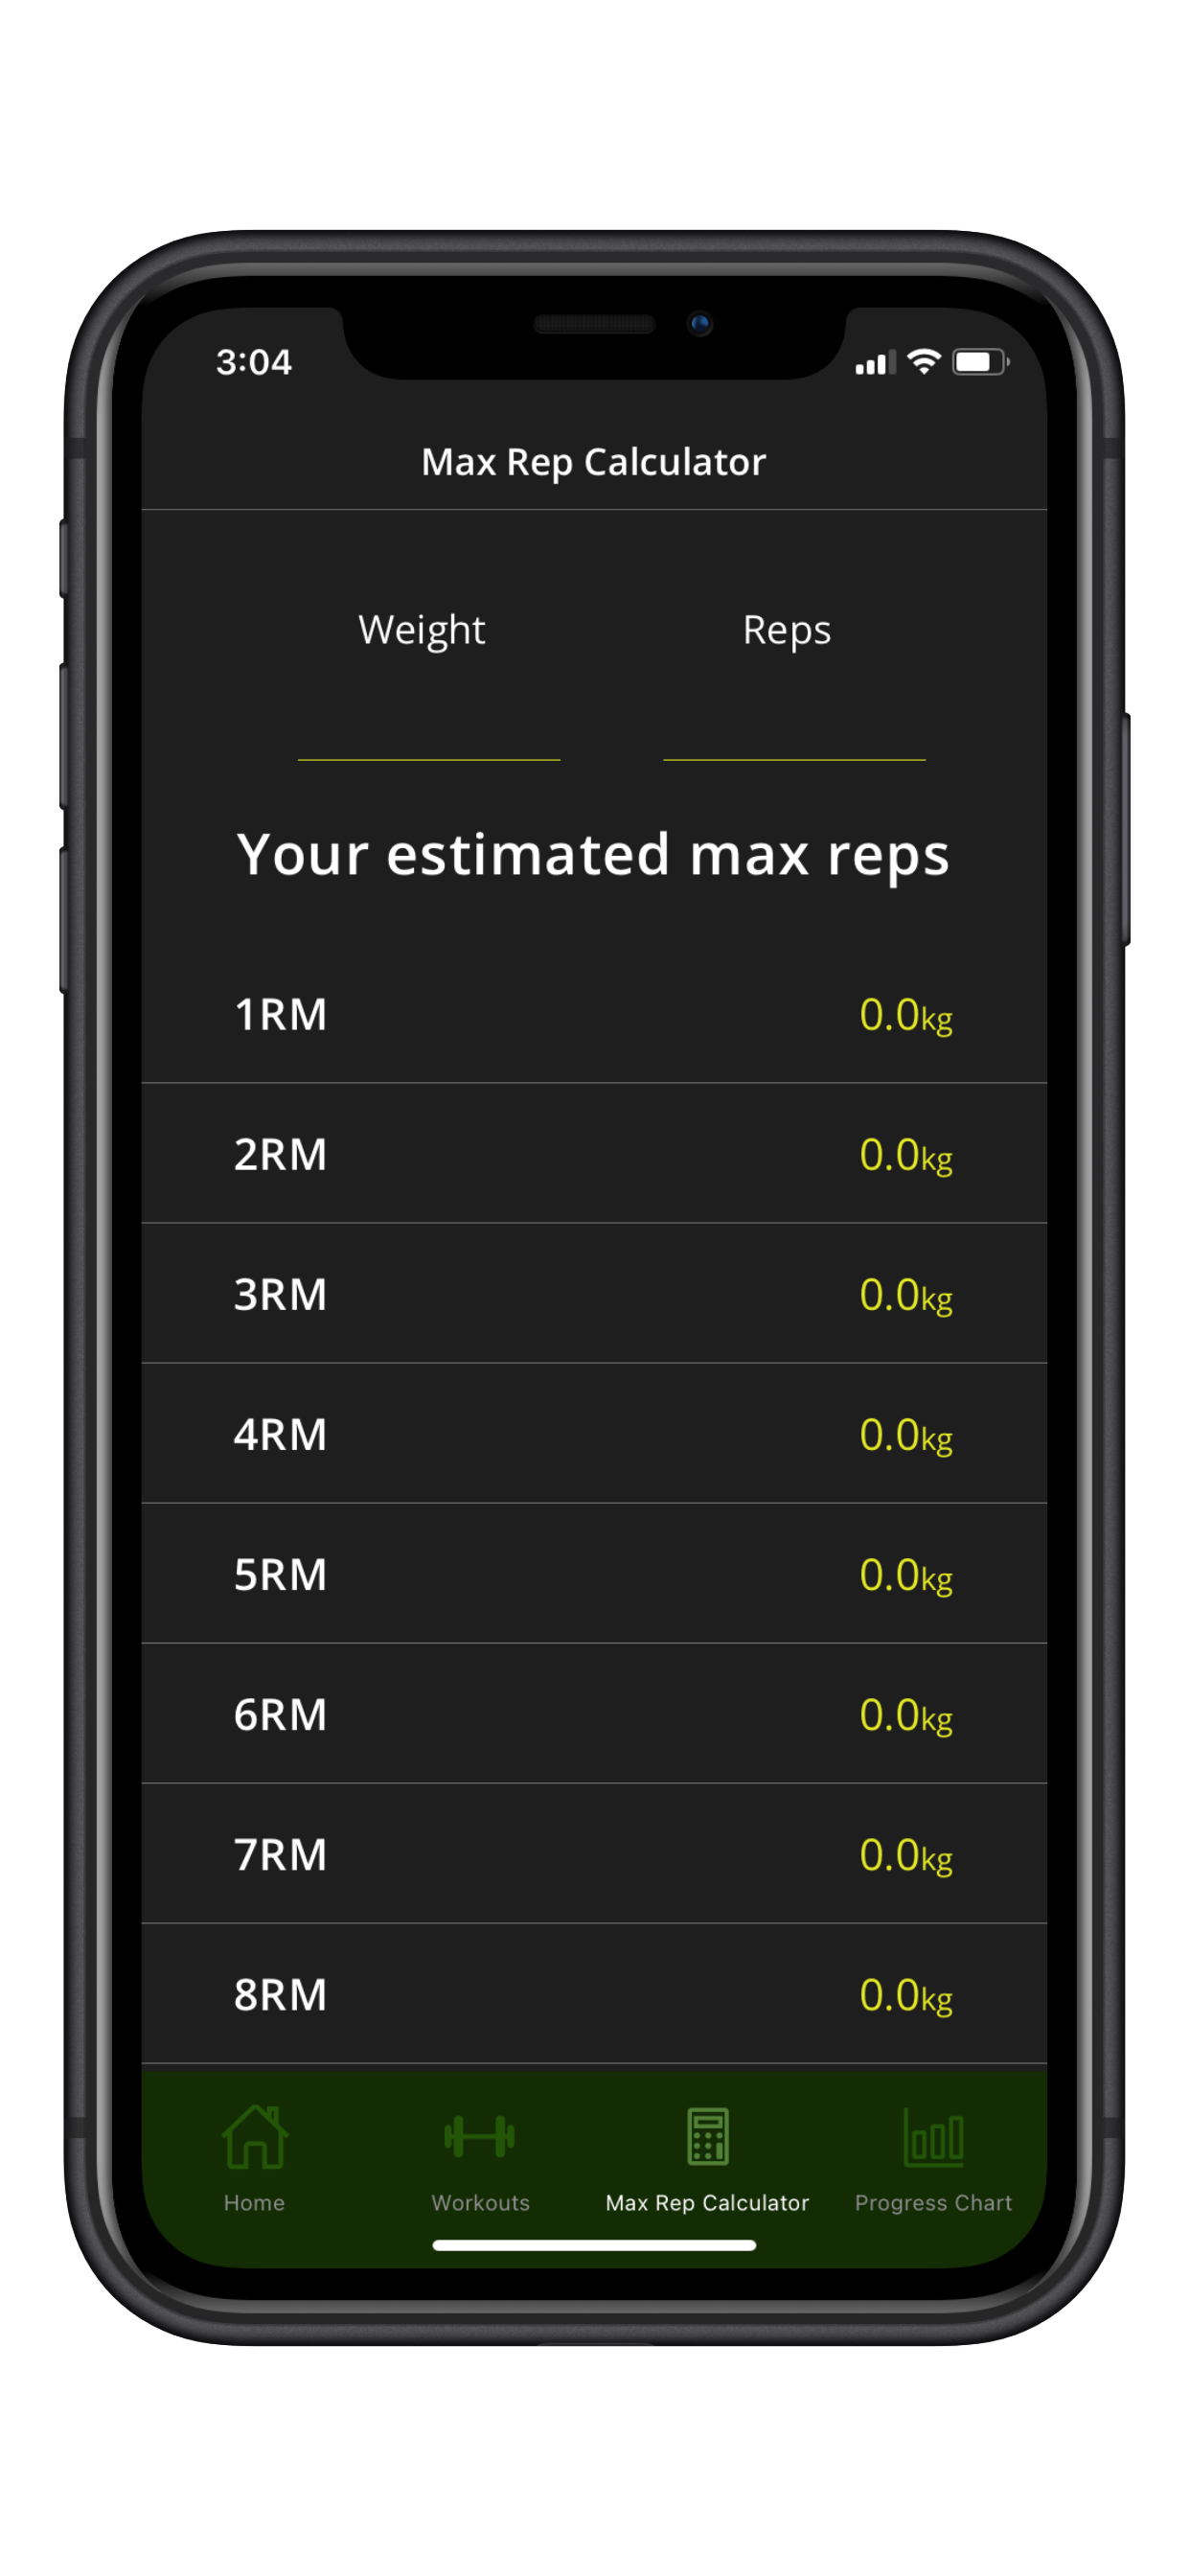 3:04
Max Rep Calculator
Weight Reps
Your estimated max reps
1RM 0.0kg
2RM 0.0kg
3RM 0.0kg
4RM 0.0kg
5RM 0.0kg
6RM 0.0kg
7RM 0.0kg
8RM 0.0kg
Home Workouts Max Rep Calculator Progress Chart